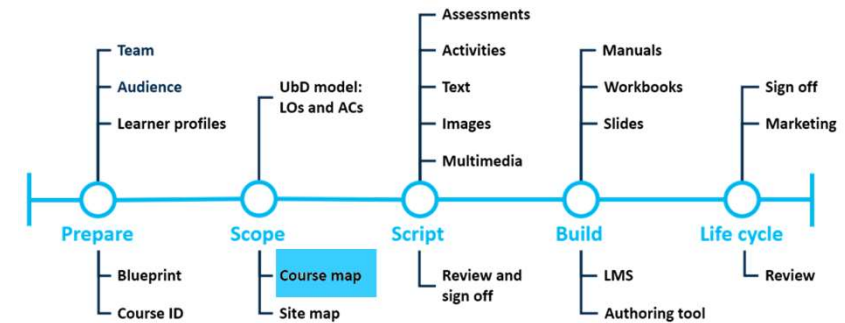 Assessments
Team
Activities
Manuals
Audience
UbD model:
LOs and ACs
Text
Workbooks
Sign off
Learner profiles
Images
Slides
Marketing
Multimedia
Prepare
Scope
Script
Build
Life cycle
Blueprint
Course map
Review and
sign off
LMS
Review
Course ID
Site map
Authoring tool